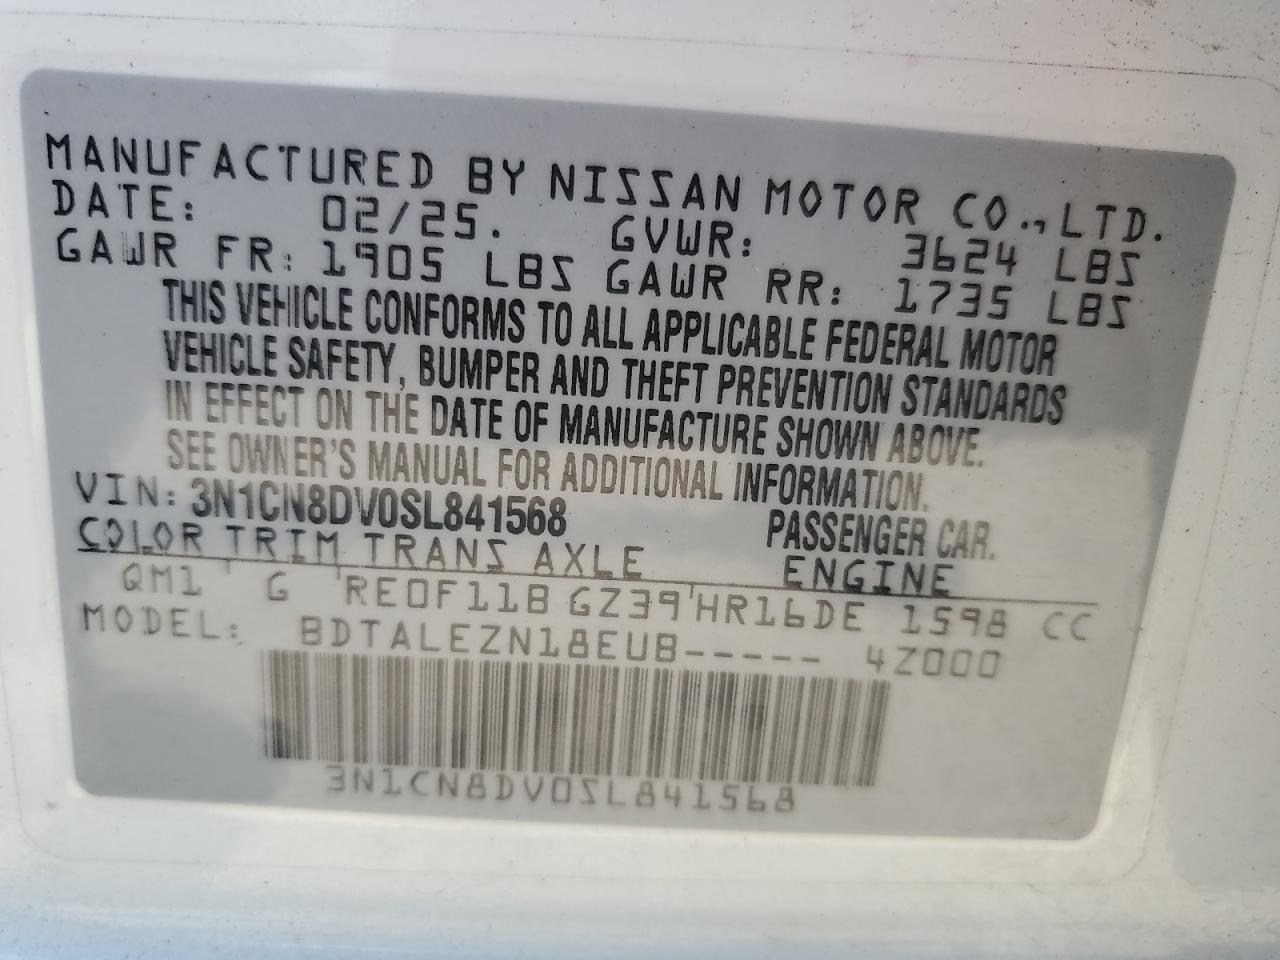 MANUFACTURED BY NISSAN MOTOR CO.,LTD.
DATE: 02/25. GVWR: 3624 LBS
GAWR FR: 1905 LBS GAWR RR: 1735 LBS
THIS VEHICLE CONFORMS TO ALL APPLICABLE FEDERAL MOTOR
VEHICLE SAFETY, BUMPER AND THEFT PREVENTION STANDARDS
IN EFFECT ON THE DATE OF MANUFACTURE SHOWN ABOVE.
SEE OWNER'S MANUAL FOR ADDITIONAL INFORMATION.
VIN: 3N1CN8DV0SL841568 PASSENGER CAR.
COLOR TRIM TRANS AXLE ENGINE
QM1 G RE0F11B GZ39 HR16DE 1598 CC
MODEL: BDTALEZN18EUB----- 4Z000
3N1CN8DV0SL841568